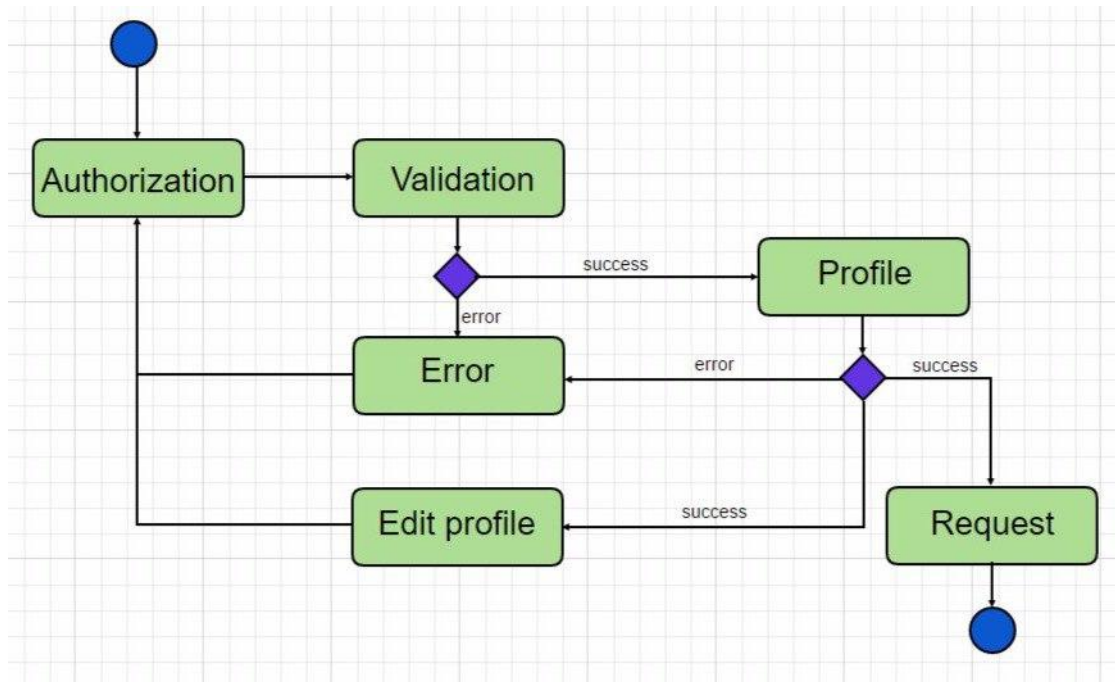 Authorization
Validation
success
Profile
error
Error
error
success
Edit profile
success
Request